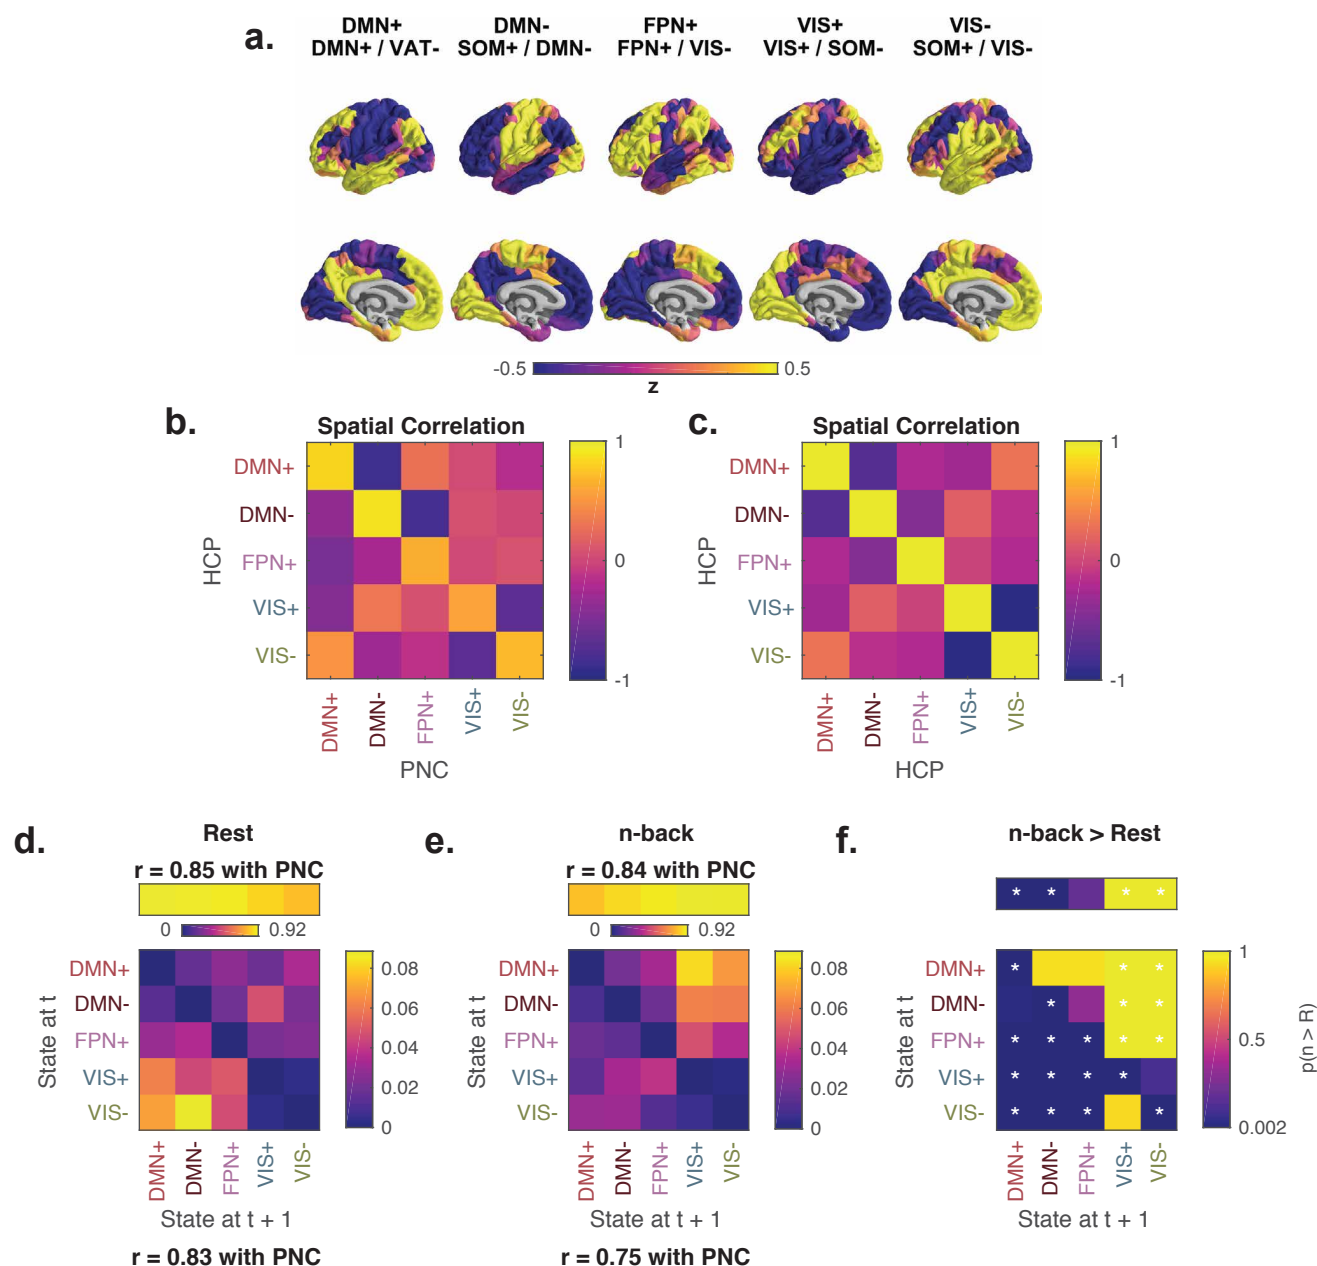 a.
DMN+ DMN- FPN+ VIS+ VIS-
DMN+ / VAT- SOM+ / DMN- FPN+ / VIS- VIS+ / SOM- SOM+ / VIS-
-0.5 0.5
z
b.
Spatial Correlation
HCP
DMN+
DMN-
FPN+
VIS+
VIS-
1
0
-1
DMN+ DMN- FPN+ VIS+ VIS-
PNC
c.
Spatial Correlation
HCP
DMN+
DMN-
FPN+
VIS+
VIS-
1
0
-1
DMN+ DMN- FPN+ VIS+ VIS-
HCP
d.
Rest
r = 0.85 with PNC
0 0.92
State at t
DMN+
DMN-
FPN+
VIS+
VIS-
0.08
0.06
0.04
0.02
0
DMN+ DMN- FPN+ VIS+ VIS-
State at t + 1
r = 0.83 with PNC
e.
n-back
r = 0.84 with PNC
0 0.92
State at t
DMN+
DMN-
FPN+
VIS+
VIS-
0.08
0.06
0.04
0.02
0
DMN+ DMN- FPN+ VIS+ VIS-
State at t + 1
r = 0.75 with PNC
f.
n-back > Rest
* * * *
State at t
DMN+ * * *
DMN- * * *
FPN+ * * * * *
VIS+ * * * *
VIS- * * * *
1
0.5
0.002
p(n > R)
DMN+ DMN- FPN+ VIS+ VIS-
State at t + 1